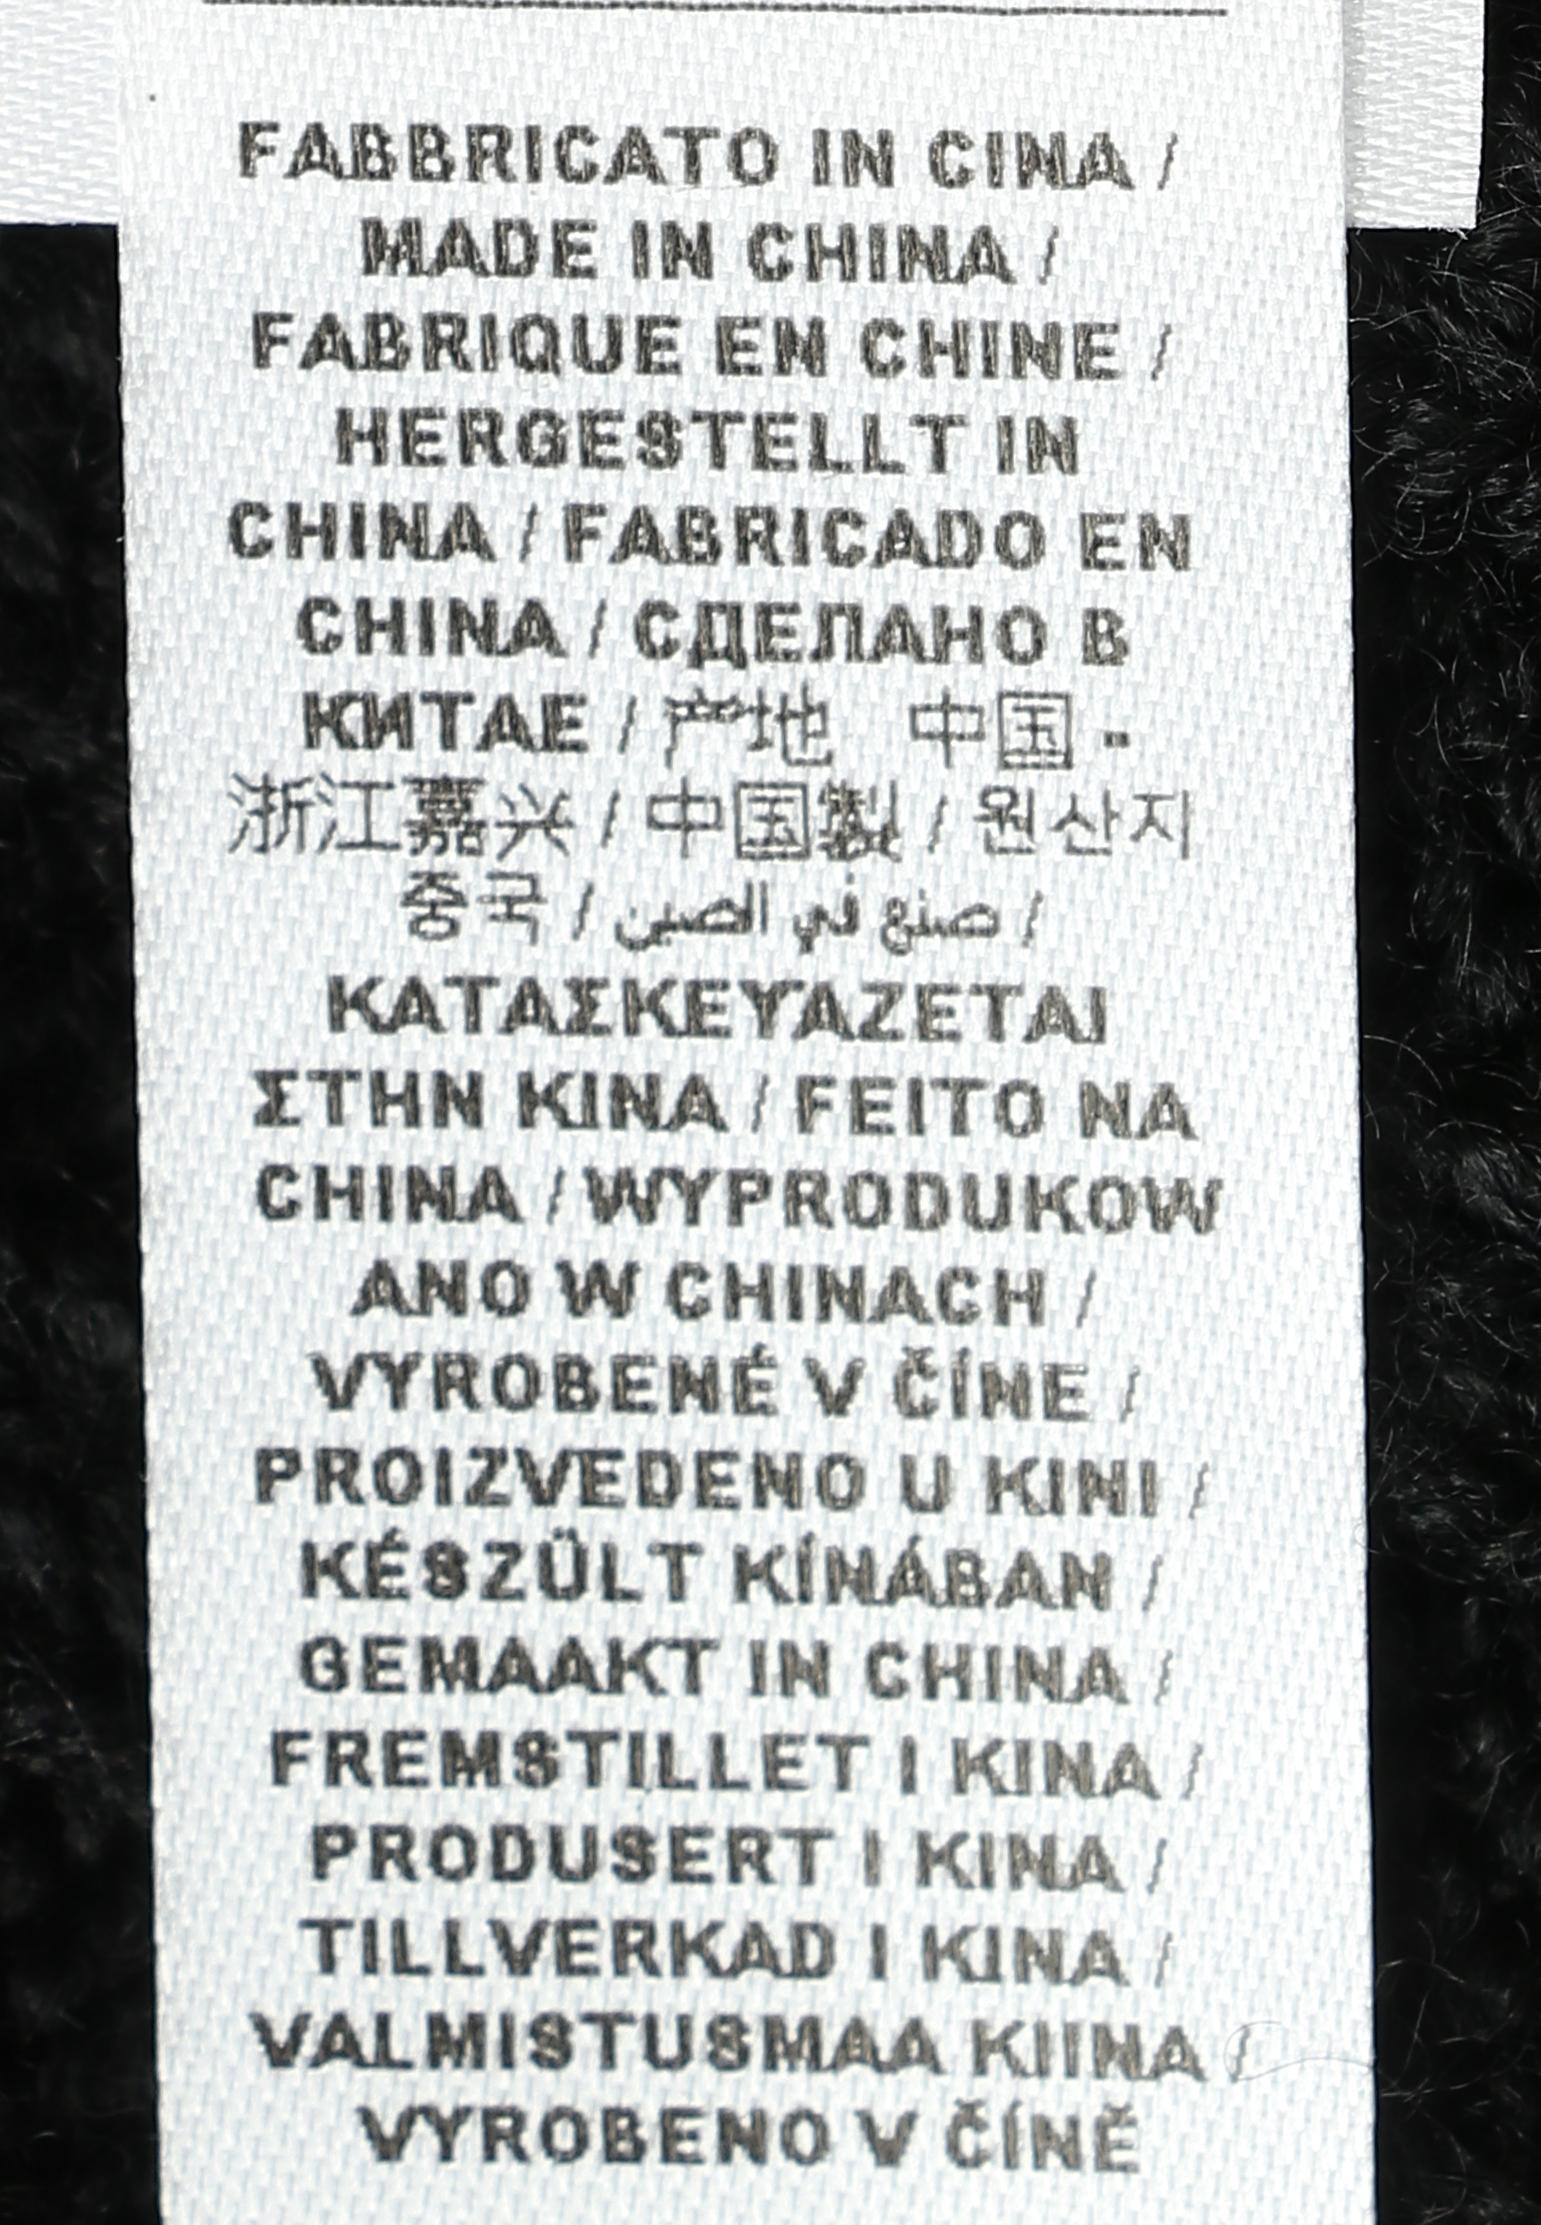 FABBRICATO IN CINA /
MADE IN CHINA /
FABRIQUE EN CHINE /
HERGESTELLT IN
CHINA / FABRICADO EN
CHINA / СДЕЛАНО В
КИТАЕ / 产地 中国 -
浙江嘉兴 / 中国製 / 원산지
중국 / صنع في الصين /
ΚΑΤΑΣΚΕΥΑΖΕΤΑΙ
ΣΤΗΝ ΚΙΝΑ / FEITO NA
CHINA / WYPRODUKOW
ANO W CHINACH /
VYROBENÉ V ČÍNE /
PROIZVEDENO U KINI /
KÉSZÜLT KÍNÁBAN /
GEMAAKT IN CHINA /
FREMSTILLET I KINA /
PRODUSERT I KINA /
TILLVERKAD I KINA /
VALMISTUSMAA KIINA /
VYROBENO V ČÍNĚ